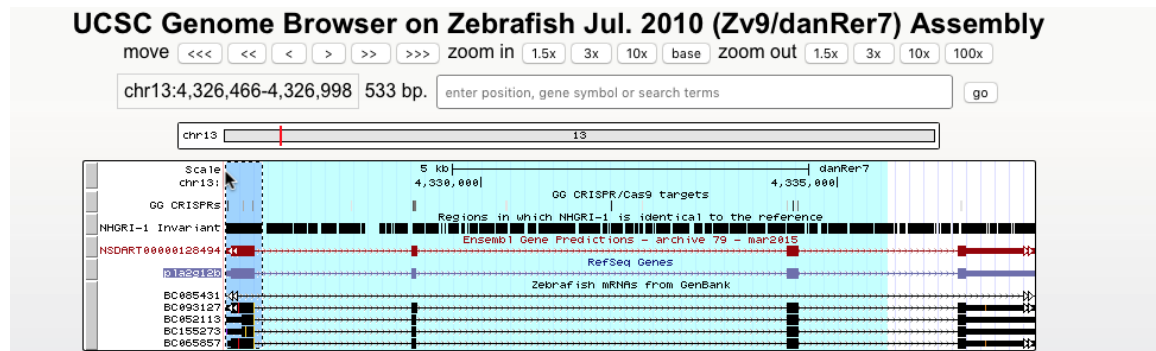 UCSC Genome Browser on Zebrafish Jul. 2010 (Zv9/danRer7) Assembly
move <<< << < > >> >>> zoom in 1.5x 3x 10x base zoom out 1.5x 3x 10x 100x
chr13:4,326,466-4,326,998 533 bp. enter position, gene symbol or search terms go
chr13 13
Scale 5 kb danRer7
chr13: 4,330,000| 4,335,000|
GG CRISPR/Cas9 targets
GG CRISPRs
Regions in which NHGRI-1 is identical to the reference
NHGRI-1 Invariant
Ensembl Gene Predictions - archive 79 - mar2015
NSDART00000128494
RefSeq Genes
pla2g12b
Zebrafish mRNAs from GenBank
BC085431
BC093127
BC052113
BC155273
BC065857